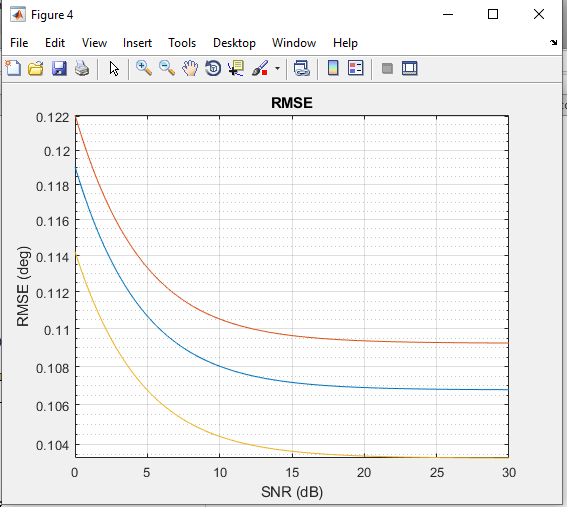 Figure 4
File Edit View Insert Tools Desktop Window Help
RMSE
0.122
0.12
0.118
0.116
0.114
0.112
0.11
0.108
0.106
0.104
RMSE (deg)
0 5 10 15 20 25 30
SNR (dB)